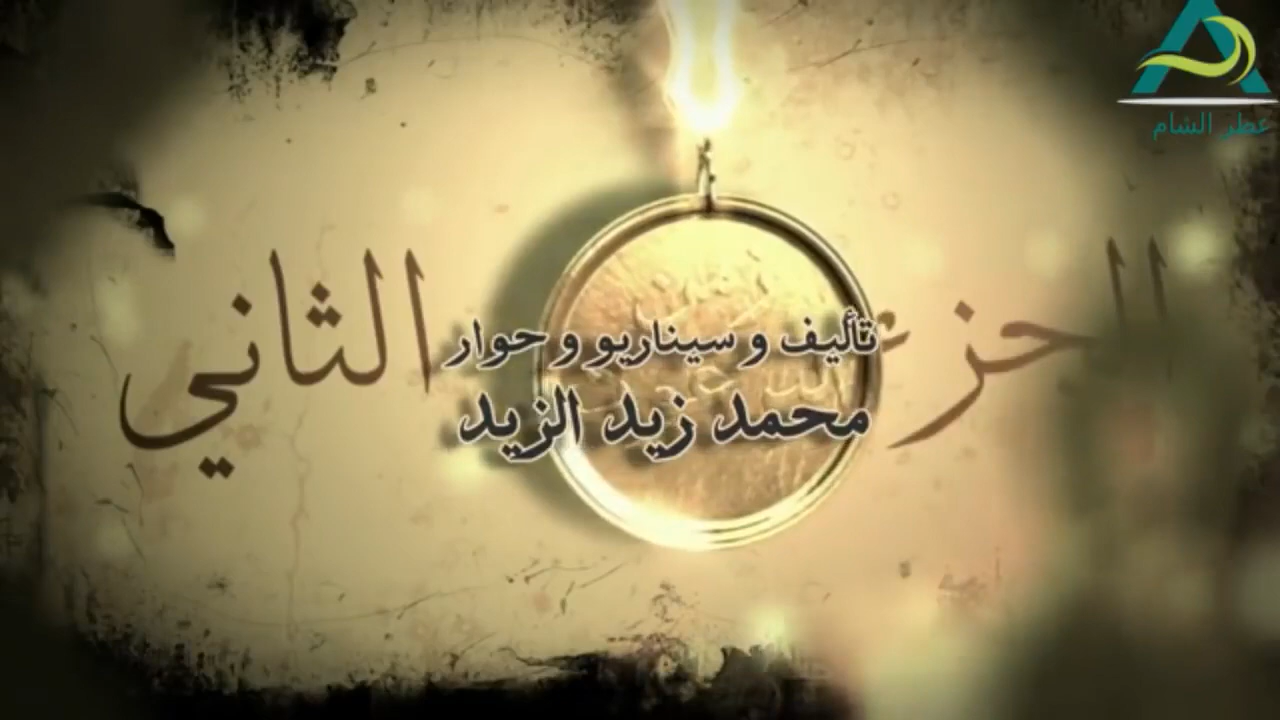 عطر الشام
الجزء الثاني
تأليف و سيناريو و حوار
محمد زيد الزيد